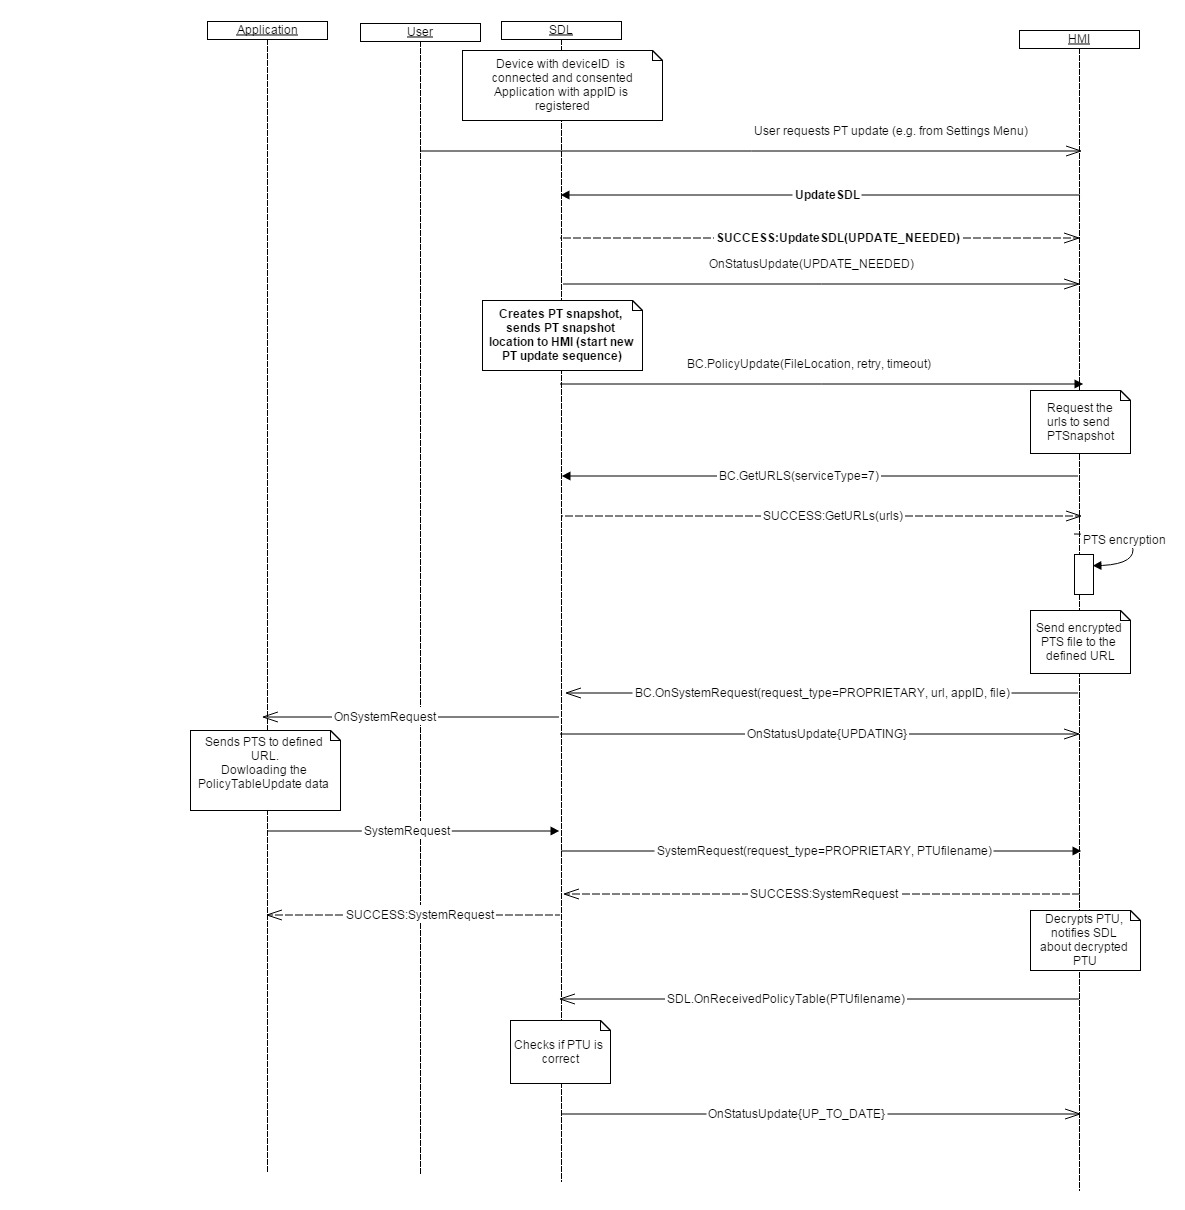 Application
User
SDL
HMI
Device with deviceID is
connected and consented
Application with appID is
registered
User requests PT update (e.g. from Settings Menu)
UpdateSDL
SUCCESS:UpdateSDL(UPDATE_NEEDED)
OnStatusUpdate(UPDATE_NEEDED)
Creates PT snapshot,
sends PT snapshot
location to HMI (start new
PT update sequence)
BC.PolicyUpdate(FileLocation, retry, timeout)
Request the
urls to send
PTSnapshot
BC.GetURLS(serviceType=7)
SUCCESS:GetURLs(urls)
PTS encryption
Send encrypted
PTS file to the
defined URL
BC.OnSystemRequest(request_type=PROPRIETARY, url, appID, file)
OnSystemRequest
OnStatusUpdate{UPDATING}
Sends PTS to defined
URL.
Dowloading the
PolicyTableUpdate data
SystemRequest
SystemRequest(request_type=PROPRIETARY, PTUfilename)
SUCCESS:SystemRequest
SUCCESS:SystemRequest
Decrypts PTU,
notifies SDL
about decrypted
PTU
SDL.OnReceivedPolicyTable(PTUfilename)
Checks if PTU is
correct
OnStatusUpdate{UP_TO_DATE}